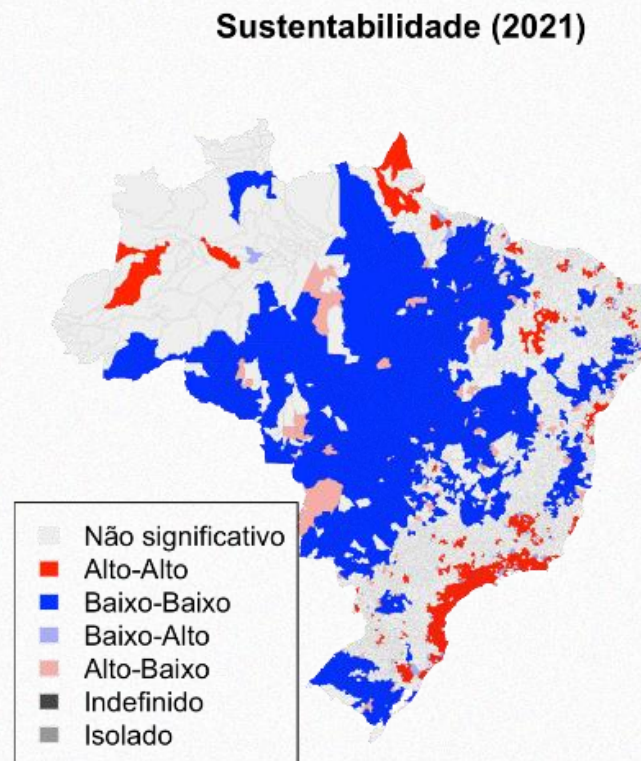 Sustentabilidade (2021)
Não significativo
Alto-Alto
Baixo-Baixo
Baixo-Alto
Alto-Baixo
Indefinido
Isolado